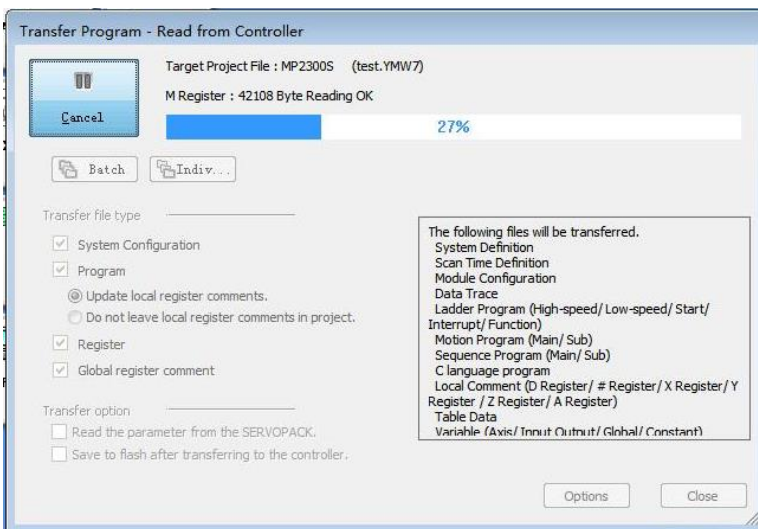 Transfer Program - Read from Controller
Target Project File : MP2300S (test.YMW7)
M Register : 42108 Byte Reading OK
Cancel
27%
Batch
Indiv...
Transfer file type
System Configuration
Program
Update local register comments.
Do not leave local register comments in project.
Register
Global register comment
Transfer option
Read the parameter from the SERVOPACK.
Save to flash after transferring to the controller.
The following files will be transferred.
System Definition
Scan Time Definition
Module Configuration
Data Trace
Ladder Program (High-speed/ Low-speed/ Start/
Interrupt/ Function)
Motion Program (Main/ Sub)
Sequence Program (Main/ Sub)
C language program
Local Comment (D Register/ # Register/ X Register/ Y
Register / Z Register/ A Register)
Table Data
Variable (Axis/ Input Output/ Global/ Constant)
Options
Close